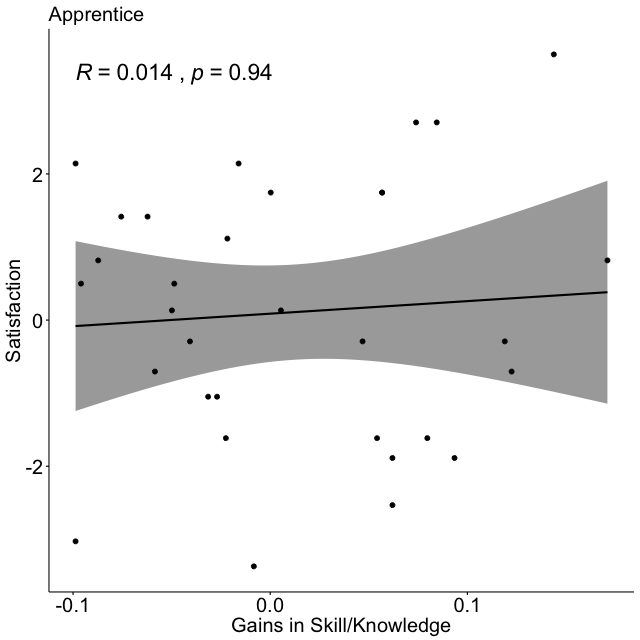 Apprentice
R = 0.014 , p = 0.94
2
0
-2
Satisfaction
-0.1
0.0
0.1
Gains in Skill/Knowledge